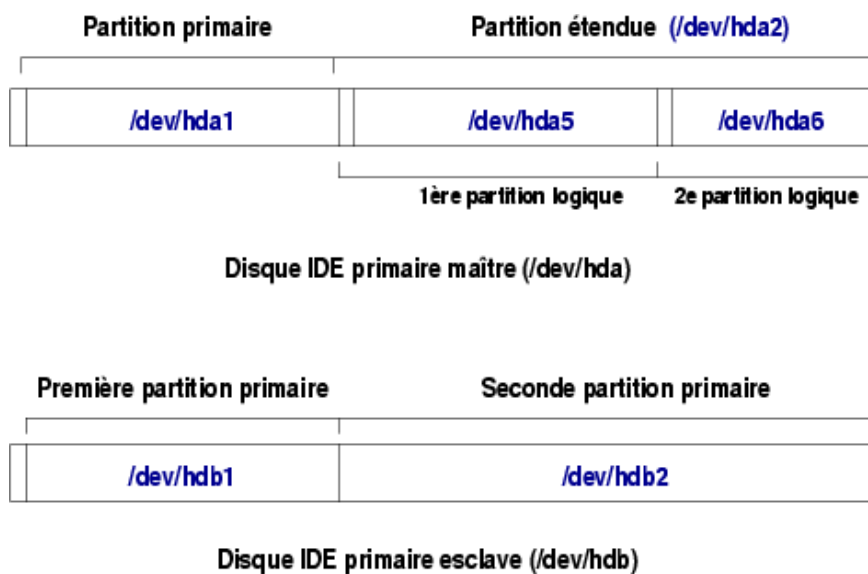 Partition primaire Partition étendue (/dev/hda2)
/dev/hda1 /dev/hda5 /dev/hda6
1ère partition logique 2e partition logique
Disque IDE primaire maître (/dev/hda)
Première partition primaire Seconde partition primaire
/dev/hdb1 /dev/hdb2
Disque IDE primaire esclave (/dev/hdb)